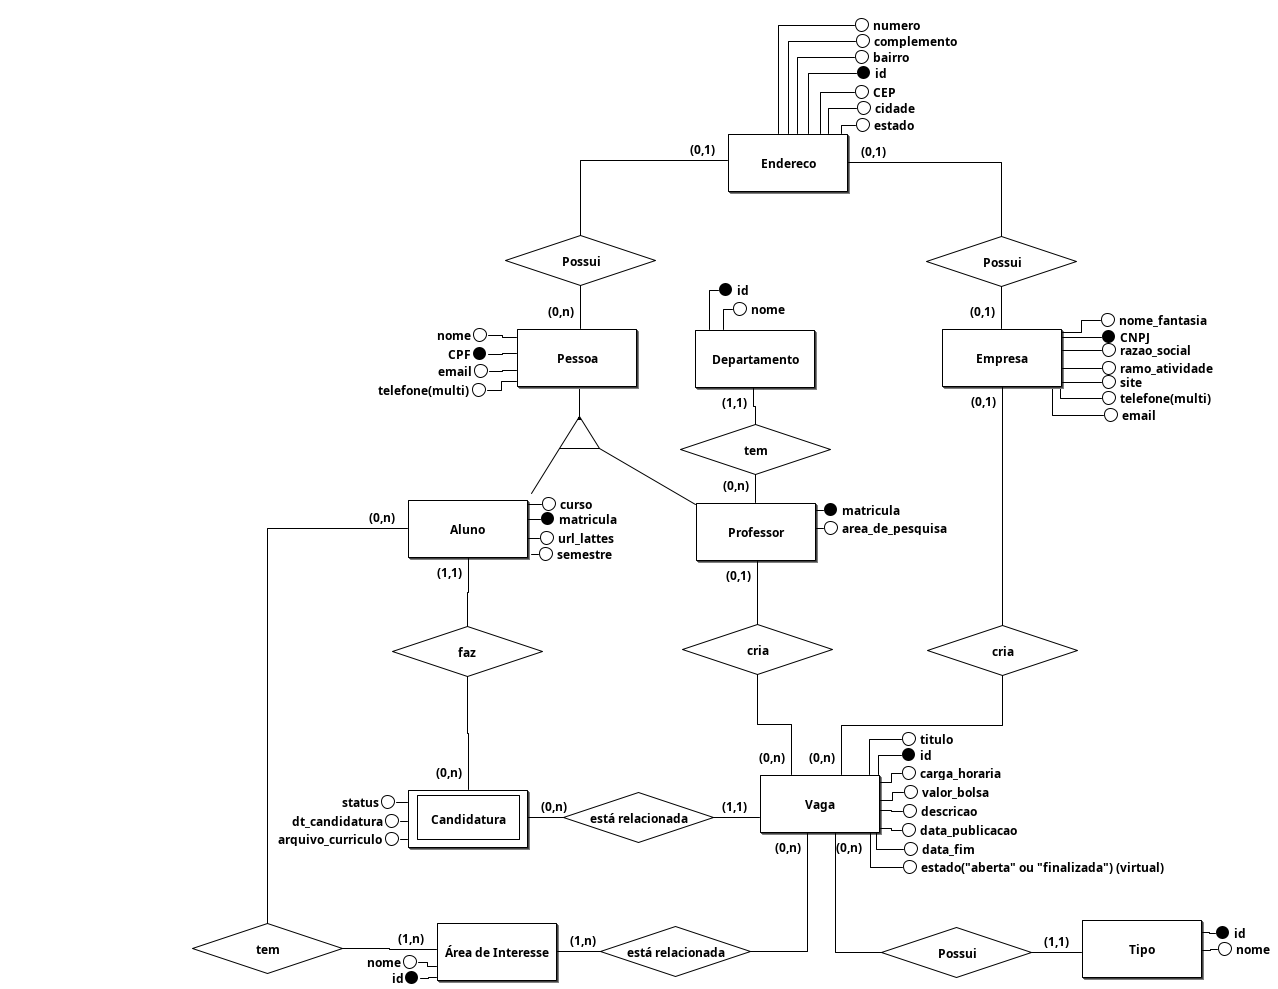 numero
complemento
bairro
id
CEP
cidade
estado
(0,1)
Endereco
(0,1)
Possui
Possui
(0,n)
(0,1)
id
nome
nome
CPF
email
telefone(multi)
Pessoa
Departamento
Empresa
nome_fantasia
CNPJ
razao_social
ramo_atividade
site
telefone(multi)
email
(1,1)
(0,1)
tem
(0,n)
(0,n)
Aluno
curso
matricula
url_lattes
semestre
Professor
matricula
area_de_pesquisa
(1,1)
(0,1)
faz
cria
cria
(0,n)
(0,n)
(0,n)
titulo
id
carga_horaria
valor_bolsa
descricao
data_publicacao
data_fim
estado("aberta" ou "finalizada") (virtual)
status
dt_candidatura
arquivo_curriculo
Candidatura
(0,n)
está relacionada
(1,1)
Vaga
(0,n)
(0,n)
tem
(1,n)
nome
id
Área de Interesse
(1,n)
está relacionada
Possui
(1,1)
Tipo
id
nome